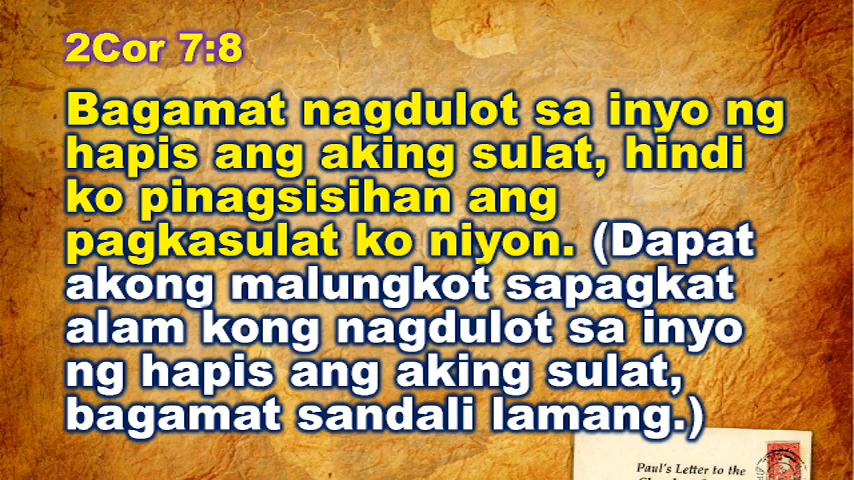 2Cor 7:8
Bagamat nagdulot sa inyo ng
hapis ang aking sulat, hindi
ko pinagsisihan ang
pagkasulat ko niyon. (Dapat
akong malungkot sapagkat
alam kong nagdulot sa inyo
ng hapis ang aking sulat,
bagamat sandali lamang.)
Paul's Letter to the